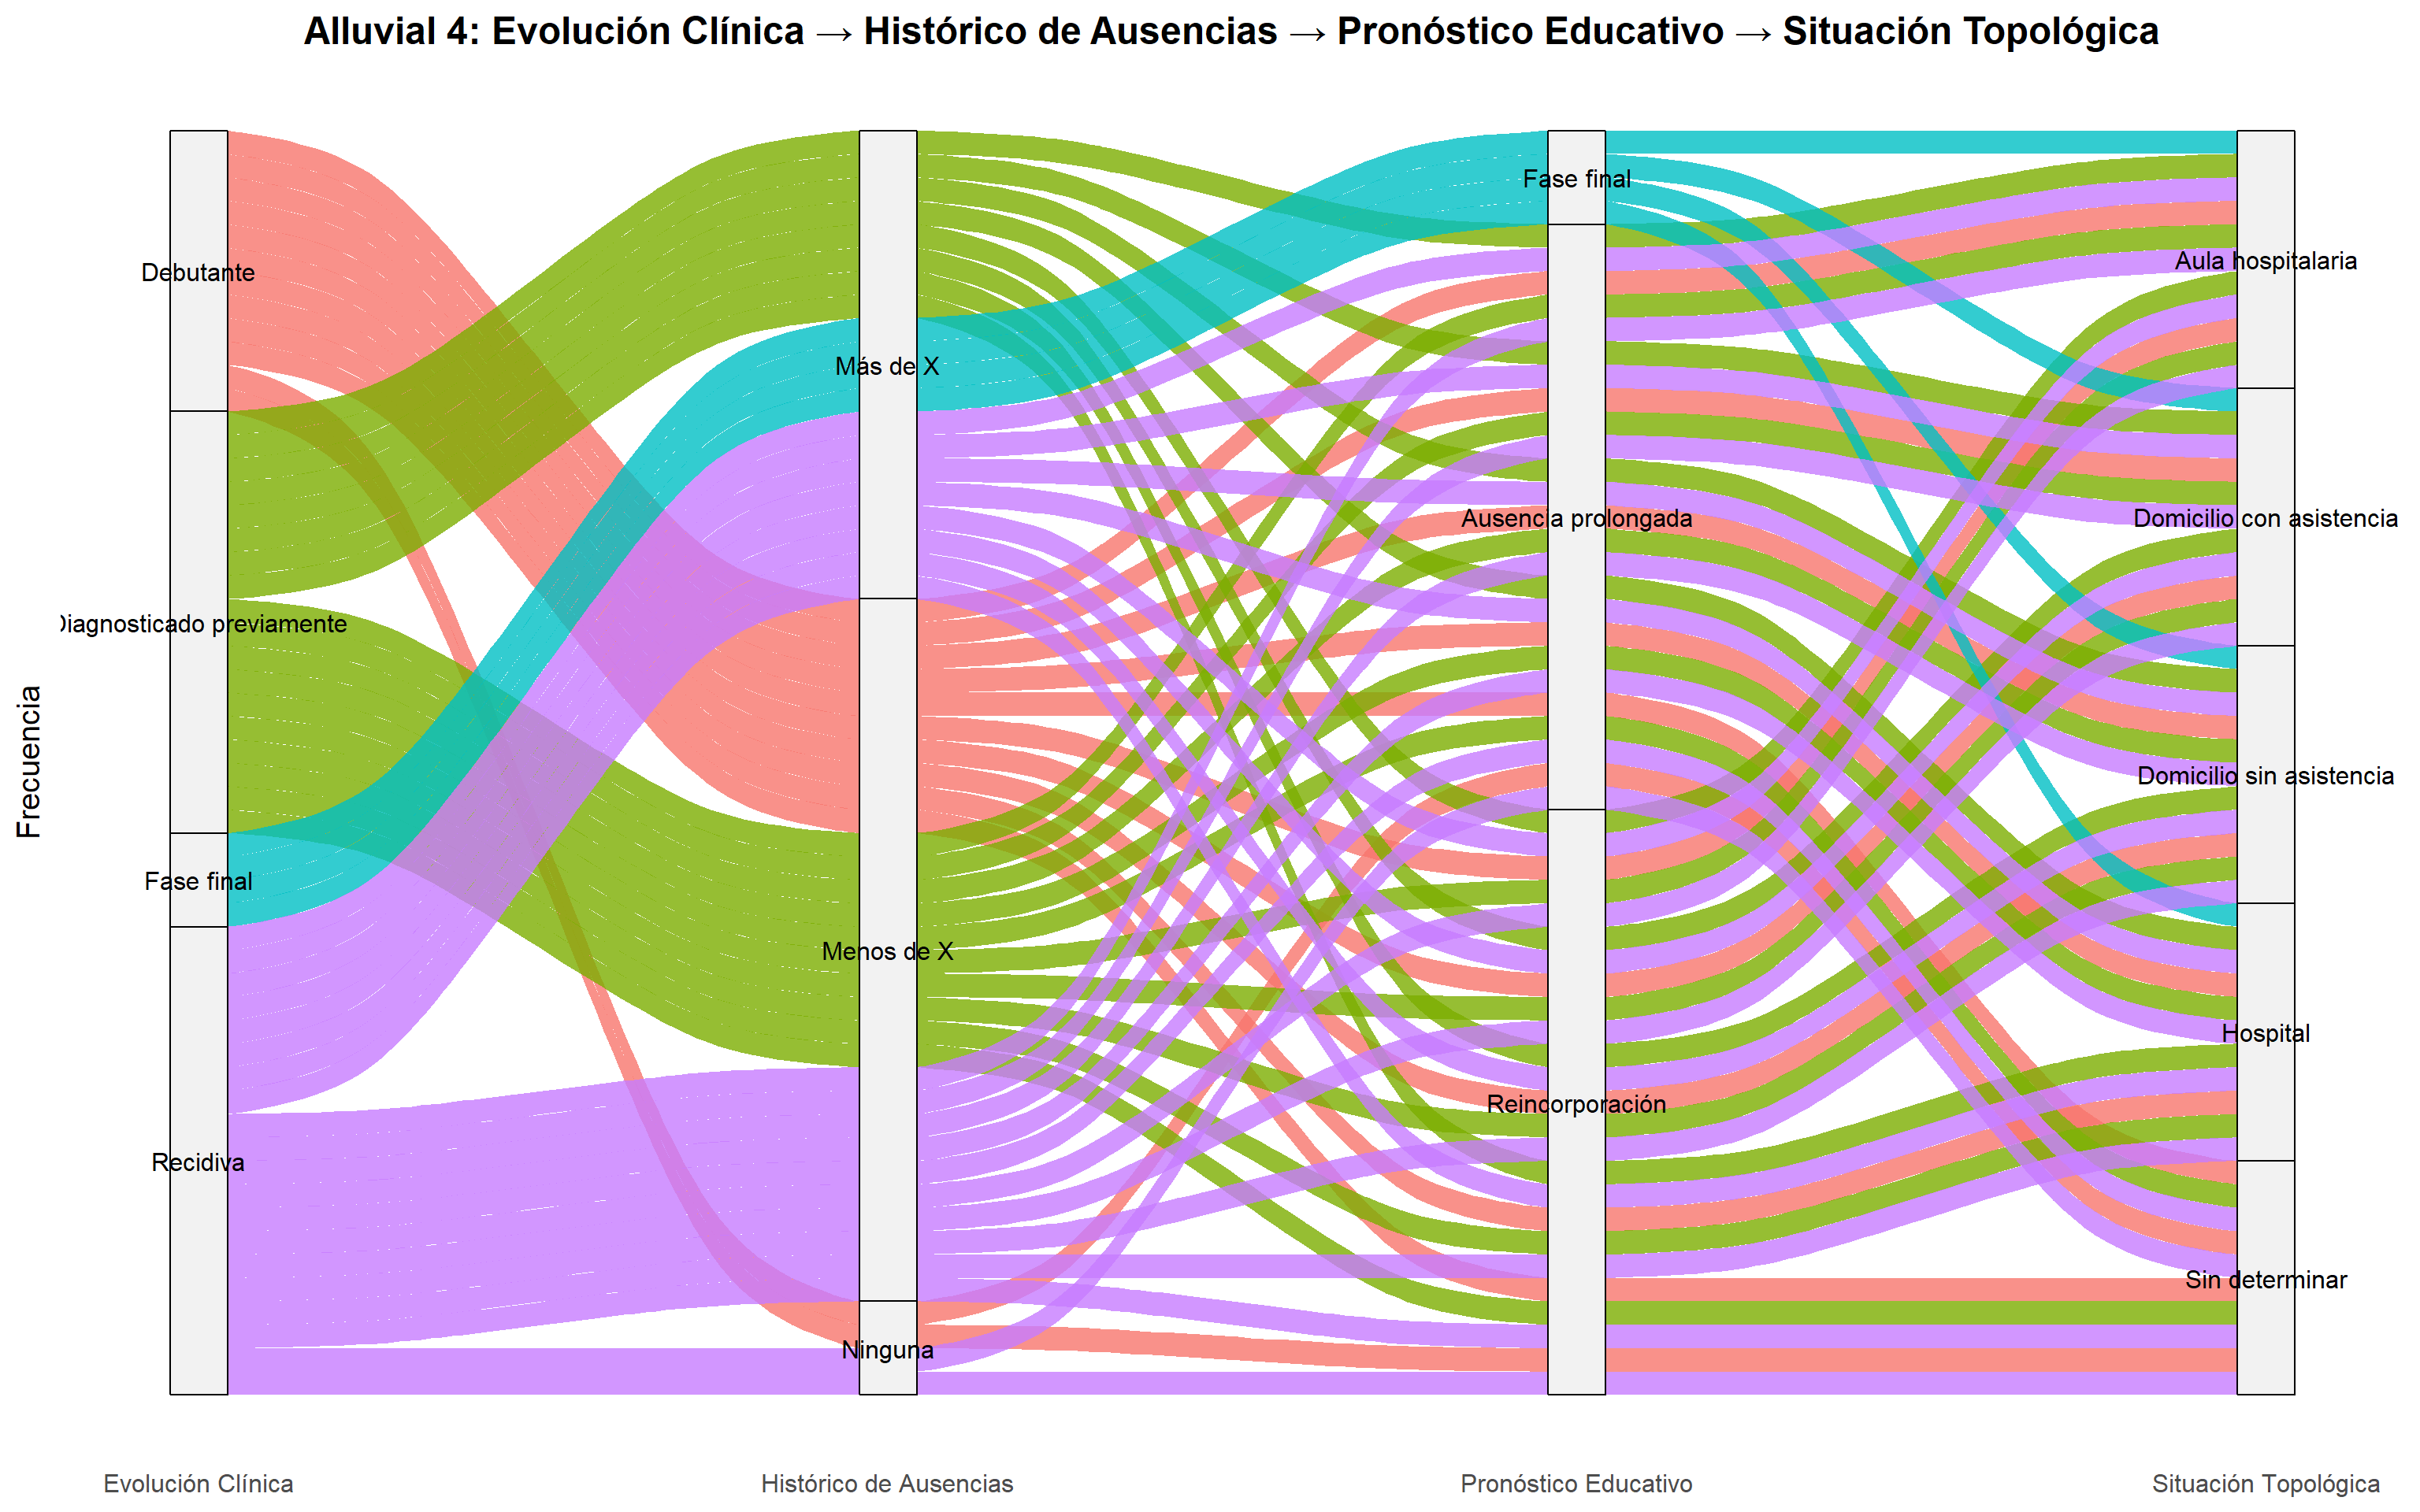 Alluvial 4: Evolución Clínica → Histórico de Ausencias → Pronóstico Educativo → Situación Topológica
Frecuencia
Debutante
Diagnosticado previamente
Fase final
Recidiva
Más de X
Menos de X
Ninguna
Fase final
Ausencia prolongada
Reincorporación
Aula hospitalaria
Domicilio con asistencia
Domicilio sin asistencia
Hospital
Sin determinar
Evolución Clínica
Histórico de Ausencias
Pronóstico Educativo
Situación Topológica